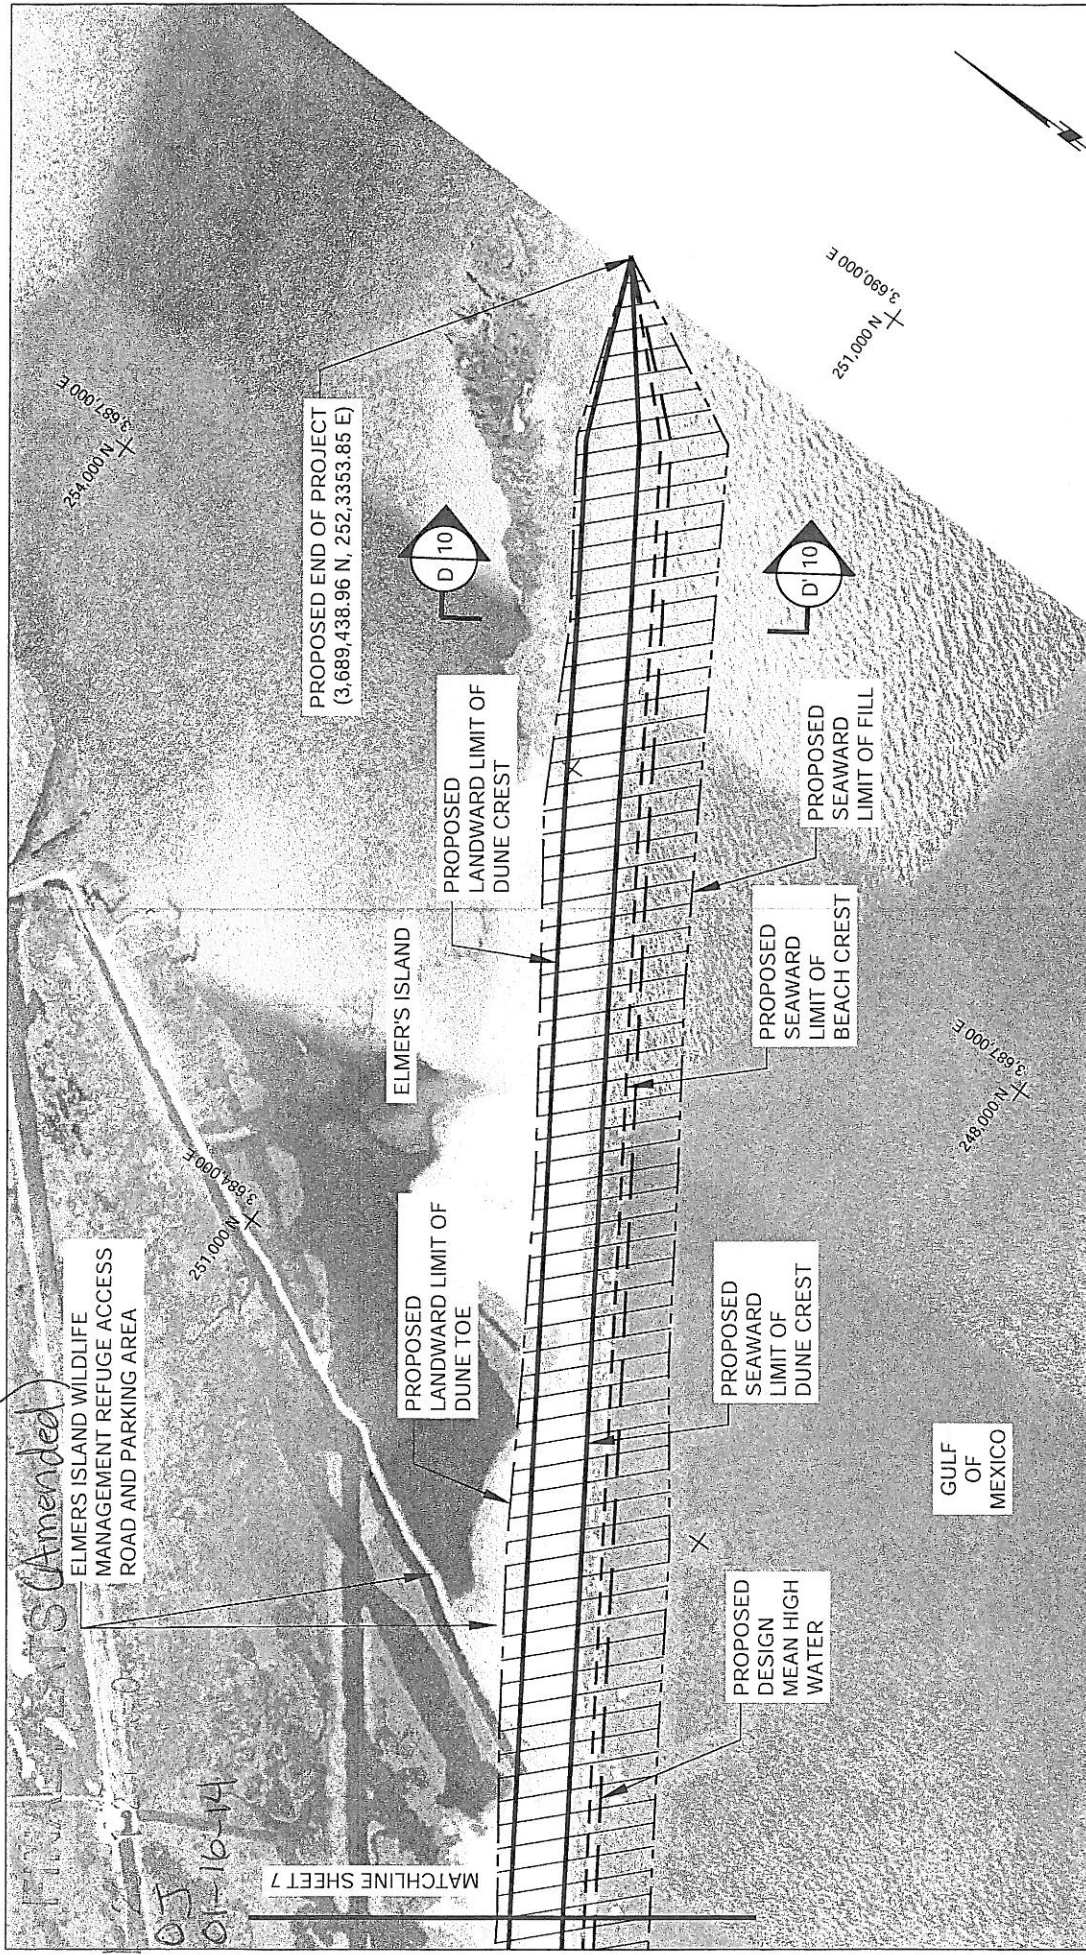 (Amended)
OJ
01-16-14
ELMERS ISLAND WLDLIFE
MANAGEMENT REFUGE ACCESS
ROAD AND PARKING AREA
254,000 N
3,687,000 E
251,000 N
3,684,000 E
PROPOSED END OF PROJECT
(3,689,438.96 N, 252,3353.85 E)
ELMER'S ISLAND
PROPOSED
LANDWARD LIMIT OF
DUNE CREST
PROPOSED
LANDWARD LIMIT OF
DUNE TOE
D 10
D' 10
MATCHLINE SHEET 7
251,000 N
3,690,000 E
PROPOSED
DESIGN
MEAN HIGH
WATER
PROPOSED
SEAWARD
LIMIT OF
DUNE CREST
PROPOSED
SEAWARD
LIMIT OF
BEACH CREST
PROPOSED
SEAWARD
LIMIT OF FILL
GULF
OF
MEXICO
248,000 N
3,687,000 E
N